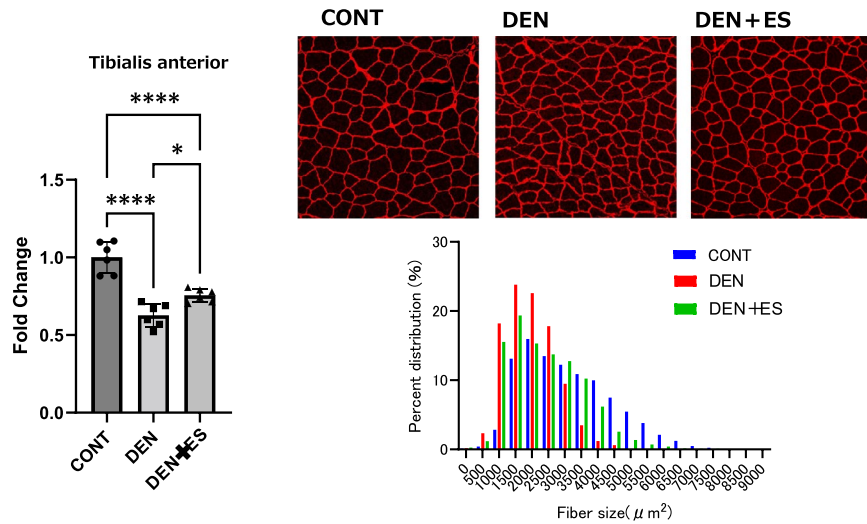 CONT
DEN
DEN+ES
Tibialis anterior
****
*
****
Fold Change
1.5
1.0
0.5
0.0
CONT
DEN
DEN+ES
Percent distribution (%)
30
20
10
0
CONT
DEN
DEN+ES
0
500
1000
1500
2000
2500
3000
3500
4000
4500
5000
5500
6000
6500
7000
7500
8000
8500
9000
Fiber size(μm²)